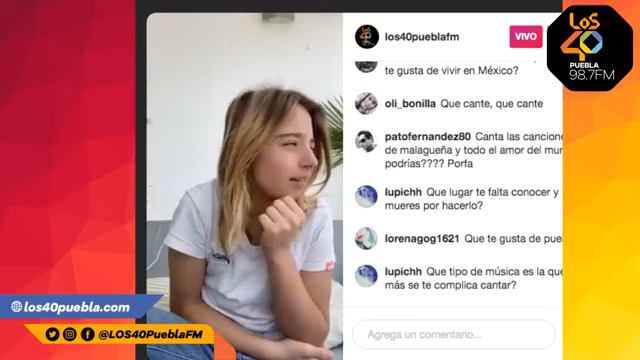 los40pueblafm VIVO
te gusta de vivir en México?
oli_bonilla Que cante, que cante
patofernandez80 Canta las cancione
de malagueña y todo el amor del mur
podrías???? Porfa
lupichh Que lugar te falta conocer y
mueres por hacerlo?
lorenagog1621 Que te gusta de pue
lupichh Que tipo de música es la que
más se te complica cantar?
Agrega un comentario...
LOS
40
PUEBLA
98.7FM
los40puebla.com
@LOS40PueblaFM